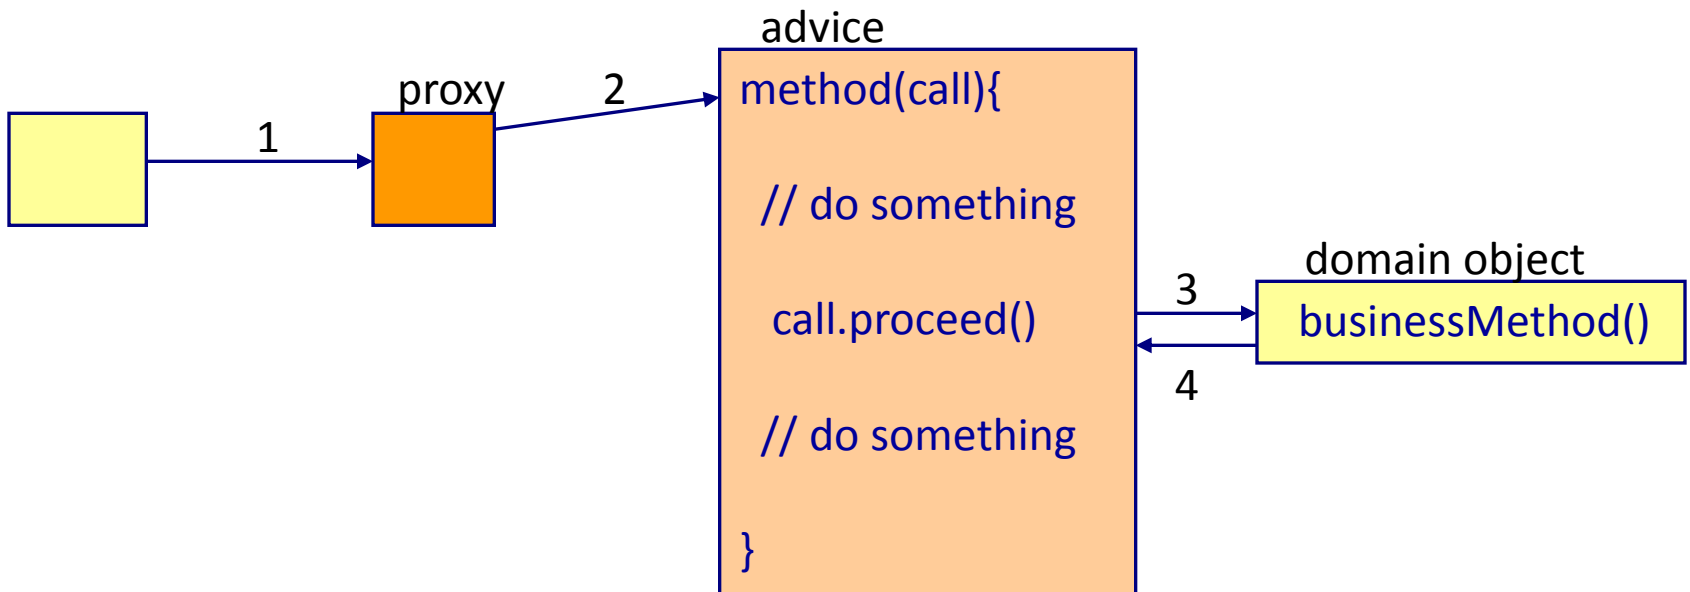 advice
proxy
1
2
method(call){
// do something
call.proceed()
// do something
}
3
4
domain object
businessMethod()